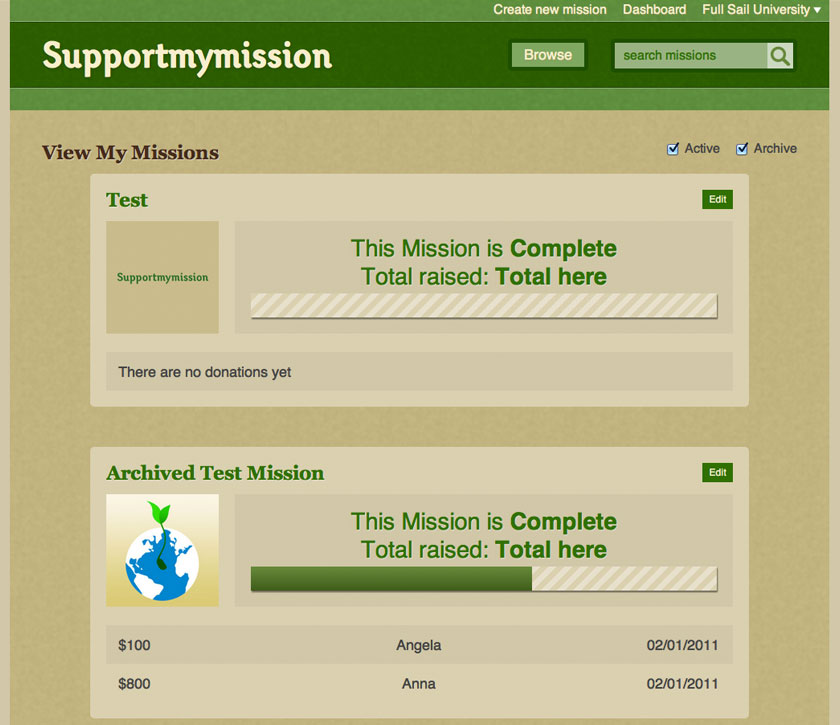 Create new mission Dashboard Full Sail University
Supportmymission
Browse
search missions
View My Missions
Active
Archive
Test
Edit
Supportmymission
This Mission is Complete
Total raised: Total here
There are no donations yet
Archived Test Mission
Edit
This Mission is Complete
Total raised: Total here
$100 Angela 02/01/2011
$800 Anna 02/01/2011